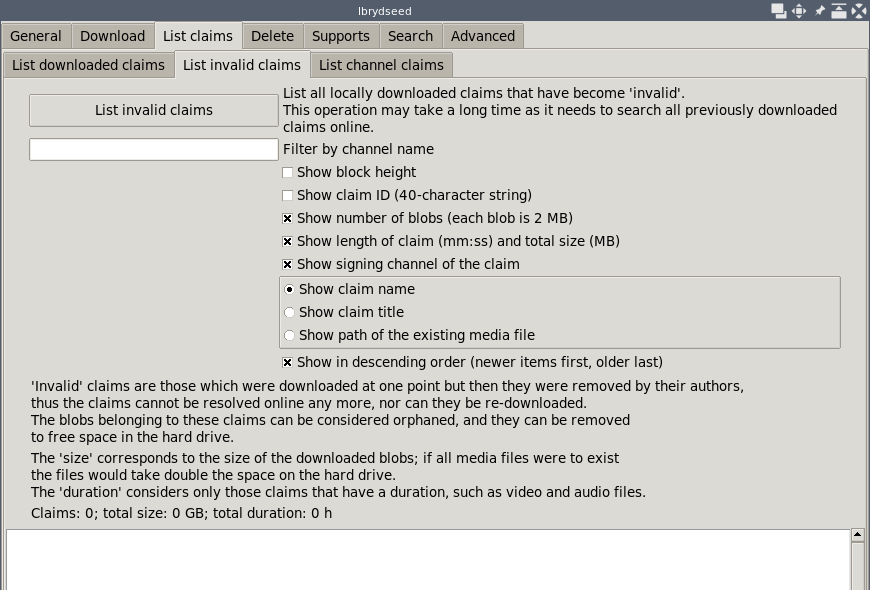 lbrydseed
General Download List claims Delete Supports Search Advanced
List downloaded claims List invalid claims List channel claims
List invalid claims
List all locally downloaded claims that have become 'invalid'.
This operation may take a long time as it needs to search all previously downloaded
claims online.
Filter by channel name
Show block height
Show claim ID (40-character string)
Show number of blobs (each blob is 2 MB)
Show length of claim (mm:ss) and total size (MB)
Show signing channel of the claim
Show claim name
Show claim title
Show path of the existing media file
Show in descending order (newer items first, older last)
'Invalid' claims are those which were downloaded at one point but then they were removed by their authors,
thus the claims cannot be resolved online any more, nor can they be re-downloaded.
The blobs belonging to these claims can be considered orphaned, and they can be removed
to free space in the hard drive.
The 'size' corresponds to the size of the downloaded blobs; if all media files were to exist
the files would take double the space on the hard drive.
The 'duration' considers only those claims that have a duration, such as video and audio files.
Claims: 0; total size: 0 GB; total duration: 0 h